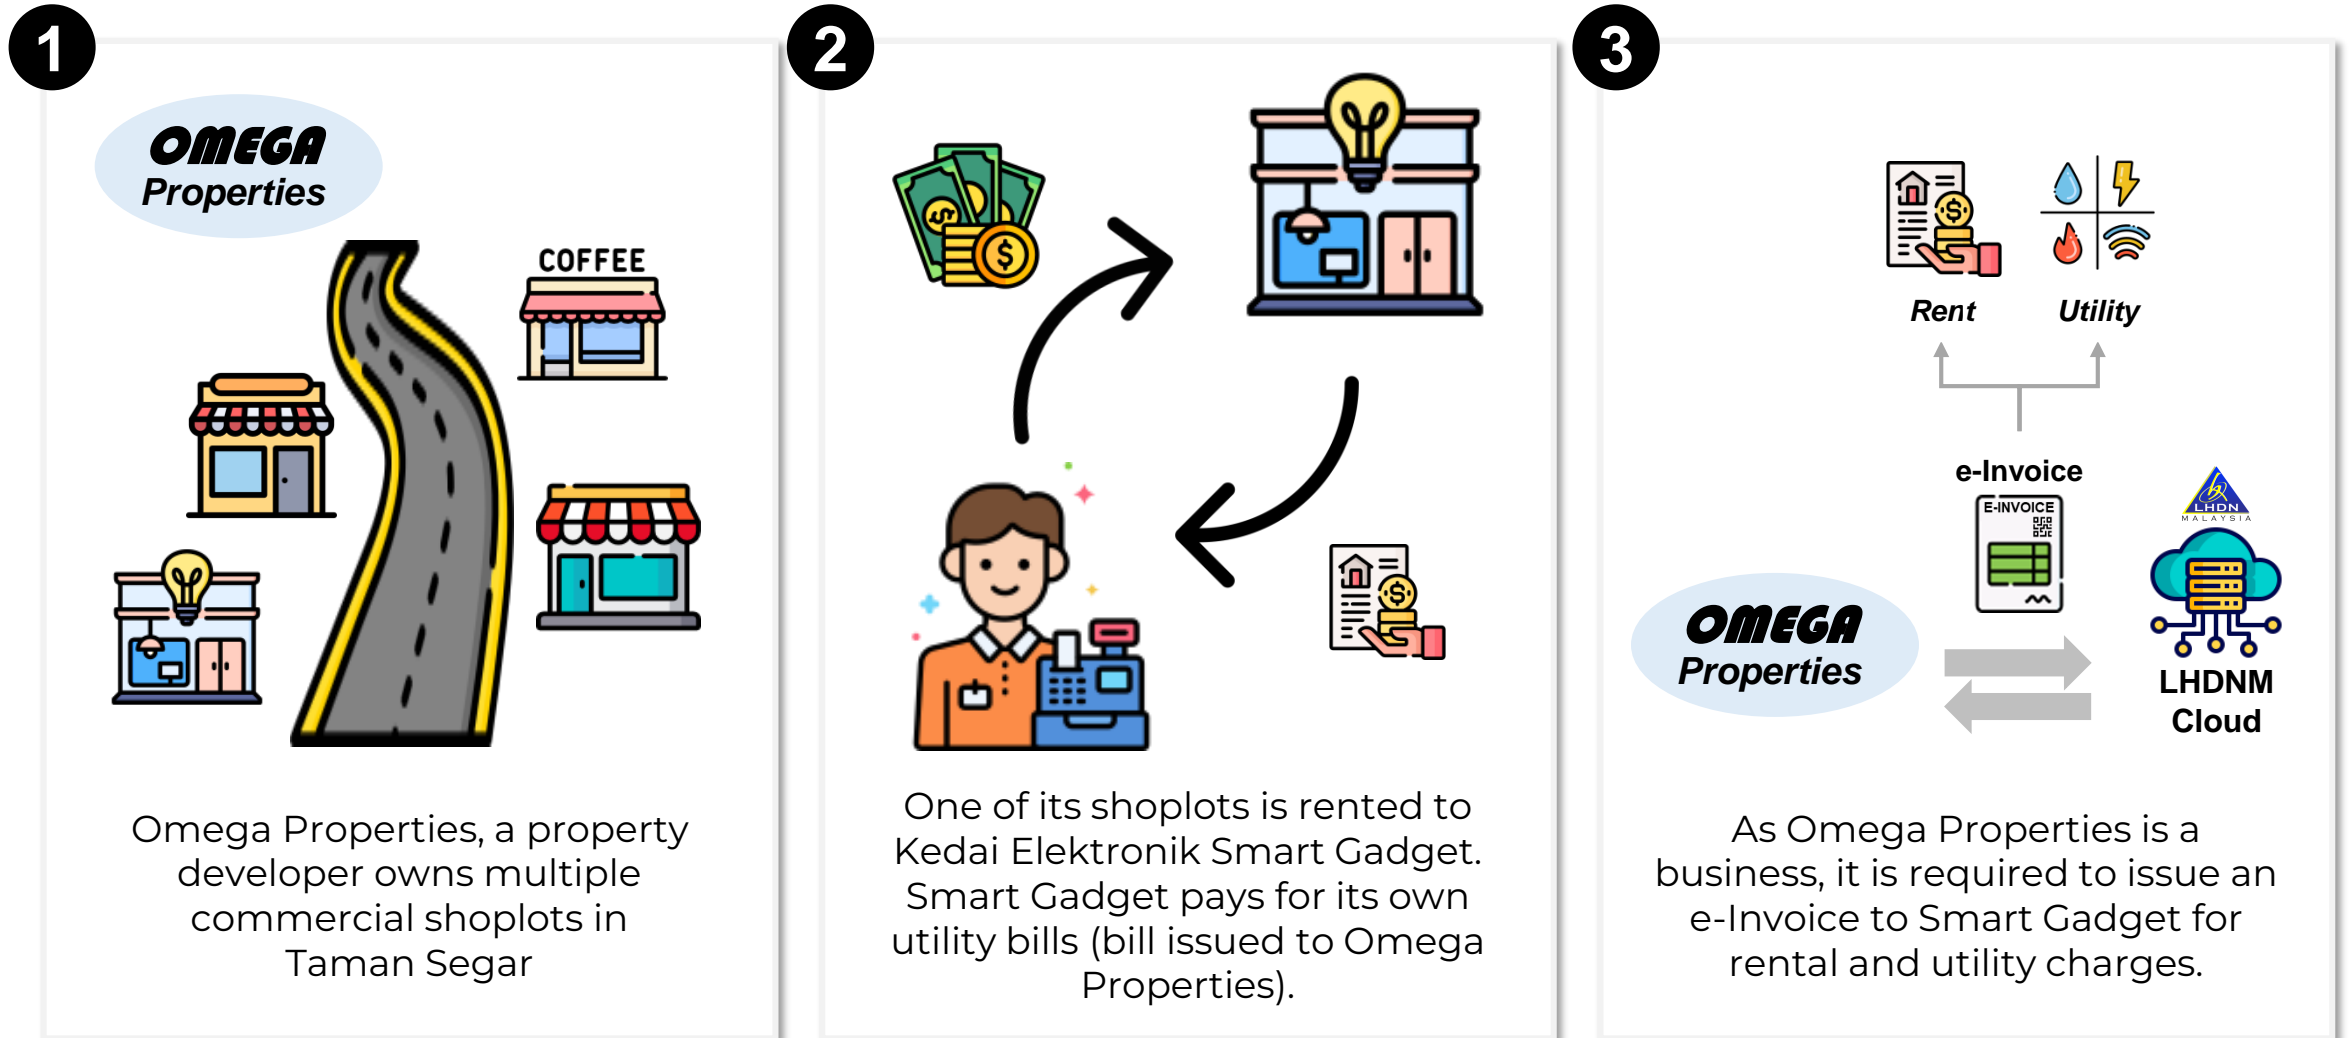 1
OMEGA
Properties
COFFEE
Omega Properties, a property
developer owns multiple
commercial shoplots in
Taman Segar
2
One of its shoplots is rented to
Kedai Elektronik Smart Gadget.
Smart Gadget pays for its own
utility bills (bill issued to Omega
Properties).
3
Rent
Utility
e-Invoice
E-INVOICE
LHDN
MALAYSIA
OMEGA
Properties
LHDNM
Cloud
As Omega Properties is a
business, it is required to issue an
e-Invoice to Smart Gadget for
rental and utility charges.